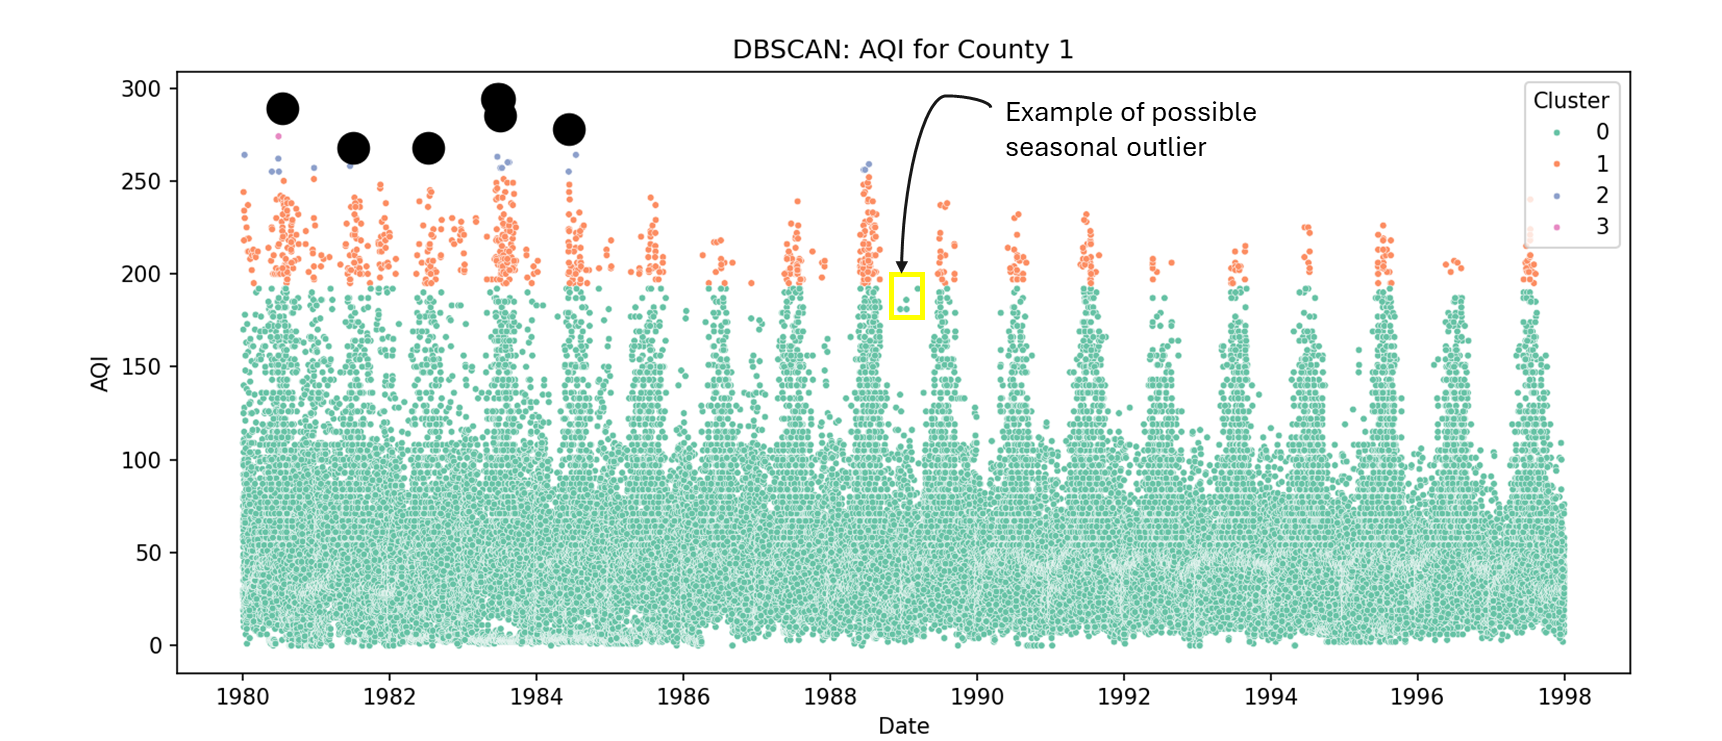 DBSCAN: AQI for County 1
300
250
200
150
100
50
0
AQI
Example of possible
seasonal outlier
Cluster
0
1
2
3
1980 1982 1984 1986 1988 1990 1992 1994 1996 1998
Date